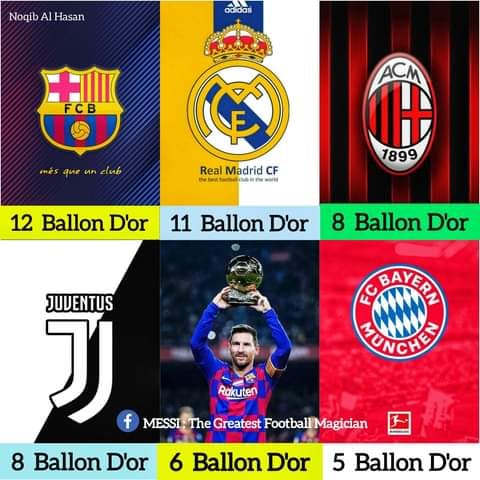 Noqib Al Hasan
FCB
més que un club
12 Ballon D'or
adidas
Real Madrid CF
the best football club in the world
11 Ballon D'or
ACM
1899
8 Ballon D'or
JUVENTUS
8 Ballon D'or
Rakuten
f MESSI : The Greatest Football Magician
6 Ballon D'or
FC BAYERN
MÜNCHEN
5 Ballon D'or